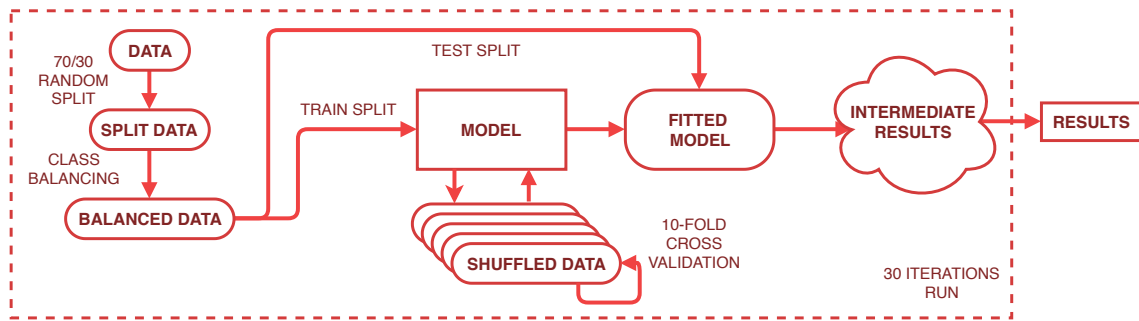 DATA
70/30
RANDOM
SPLIT
SPLIT DATA
CLASS
BALANCING
BALANCED DATA
TEST SPLIT
TRAIN SPLIT
MODEL
FITTED
MODEL
INTERMEDIATE
RESULTS
RESULTS
SHUFFLED DATA
10-FOLD
CROSS
VALIDATION
30 ITERATIONS
RUN